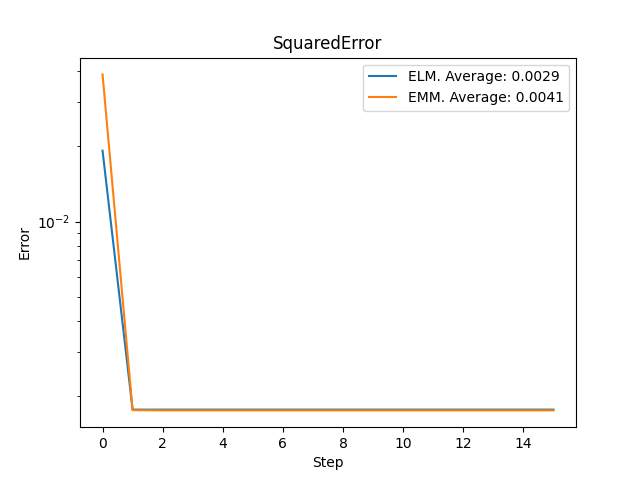 SquaredError
ELM. Average: 0.0029
EMM. Average: 0.0041
10⁻²
Error
0 2 4 6 8 10 12 14
Step